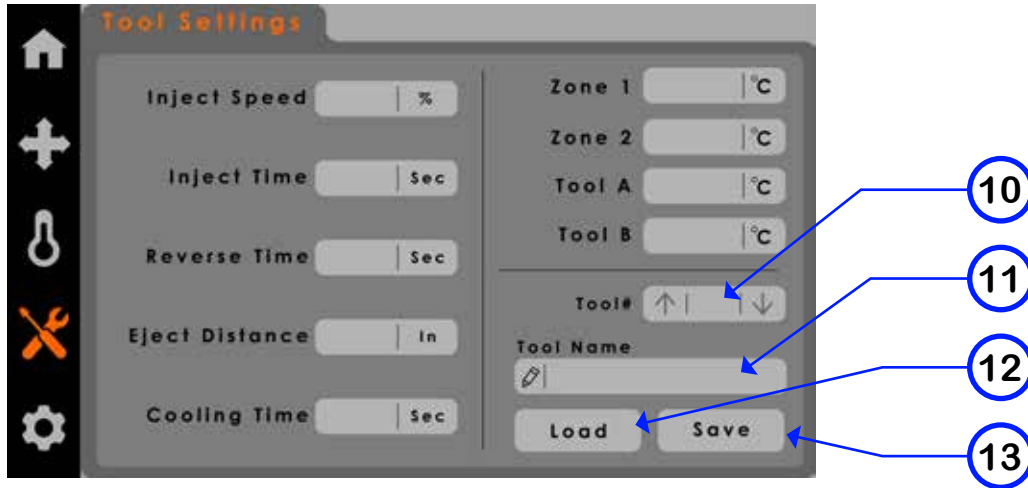 Tool Settings
Inject Speed %
Inject Time Sec
Reverse Time Sec
Eject Distance In
Cooling Time Sec
Zone 1 °C
Zone 2 °C
Tool A °C
Tool B °C
Tool#
Tool Name
Load Save
10
11
12
13